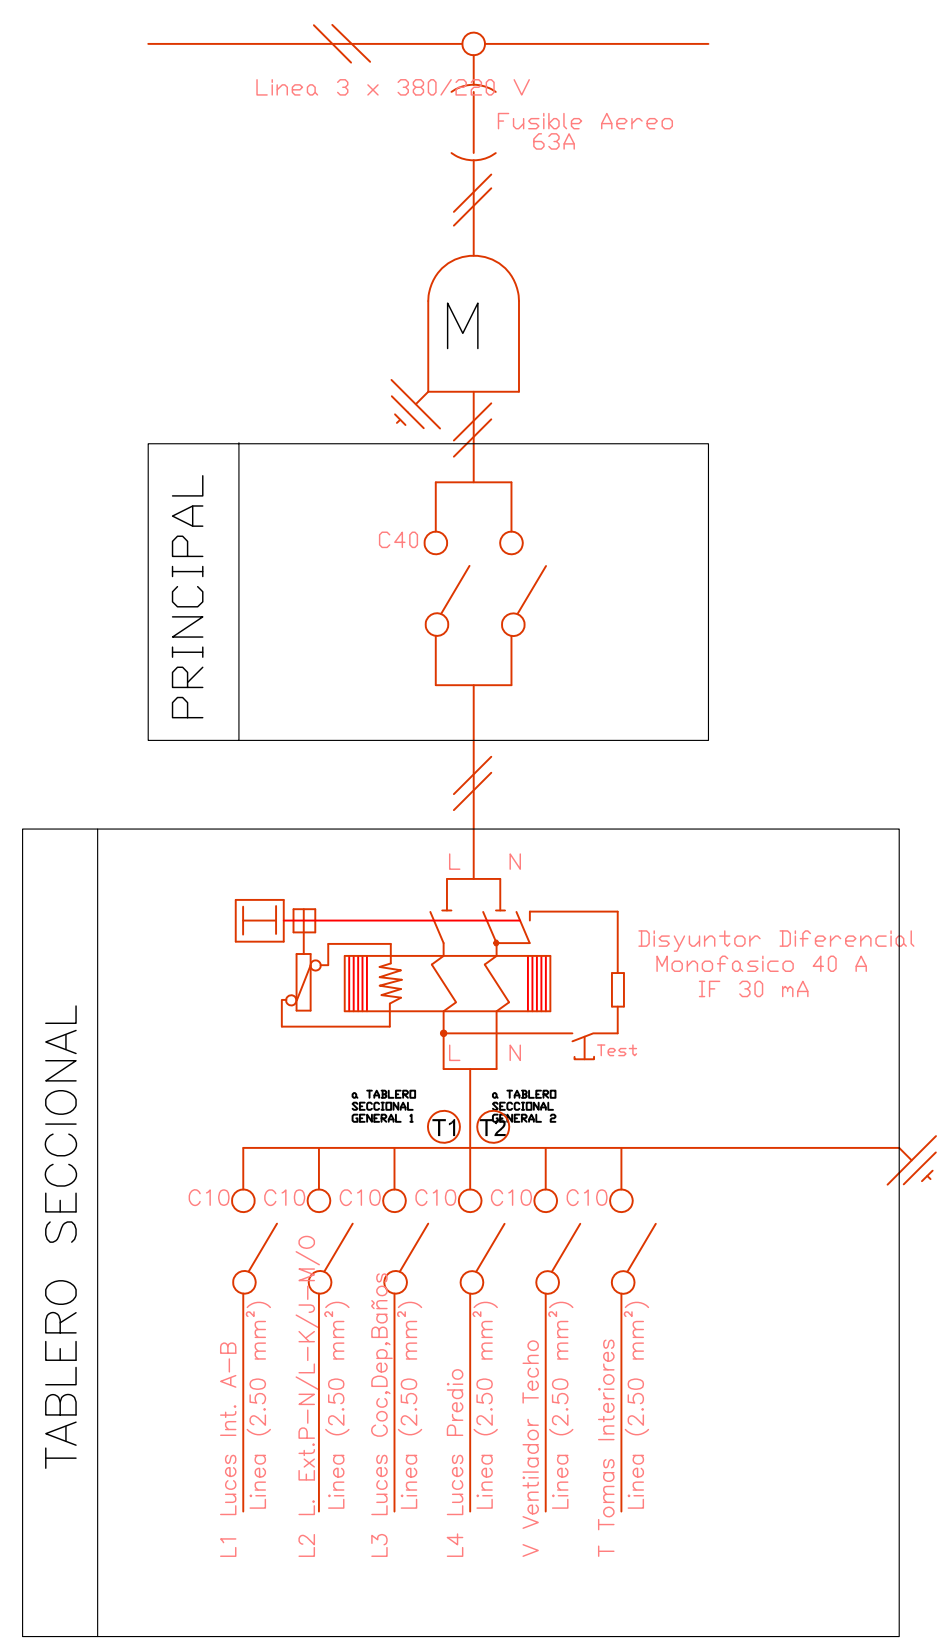 Linea 3 x 380/220 V
Fusible Aereo
63A
M
PRINCIPAL
C40
TABLERO SECCIONAL
L N
Disyuntor Diferencial
Monofasico 40 A
IF 30 mA
L N
Test
a TABLERO
SECCIONAL
GENERAL 1
a TABLERO
SECCIONAL
GENERAL 2
T1 T2
C10 C10 C10 C10 C10 C10
L1 Luces Int. A-B
Linea (2.50 mm²)
L2 L. Ext.P-N/L-K/J-M/O
Linea (2.50 mm²)
L3 Luces Coc,Dep,Baños
Linea (2.50 mm²)
L4 Luces Predio
Linea (2.50 mm²)
V Ventilador Techo
Linea (2.50 mm²)
T Tomas Interiores
Linea (2.50 mm²)